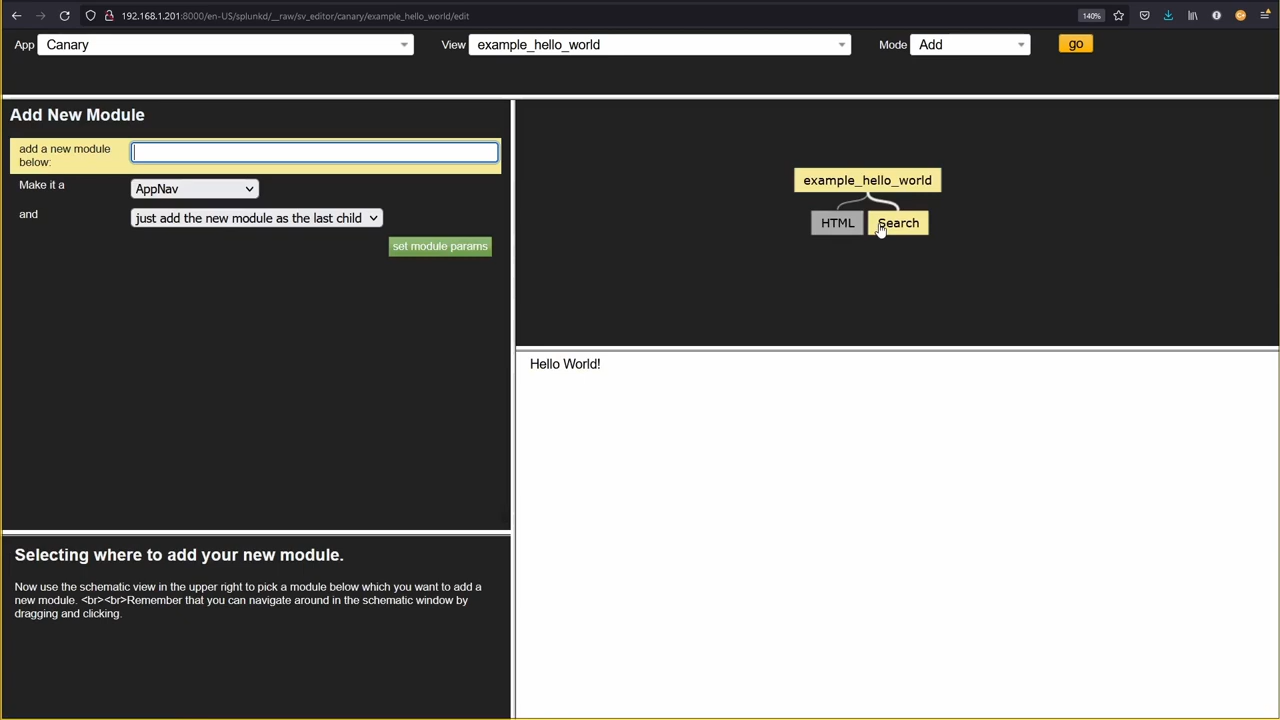 192.168.1.201:8000/en-US/splunkd/__raw/sv_editor/canary/example_hello_world/edit
140%
App Canary View example_hello_world Mode Add go
Add New Module
add a new module
below:
Make it a AppNav
and just add the new module as the last child
set module params
example_hello_world
HTML Search
Hello World!
Selecting where to add your new module.
Now use the schematic view in the upper right to pick a module below which you want to add a
new module. <br><br>Remember that you can navigate around in the schematic window by
dragging and clicking.